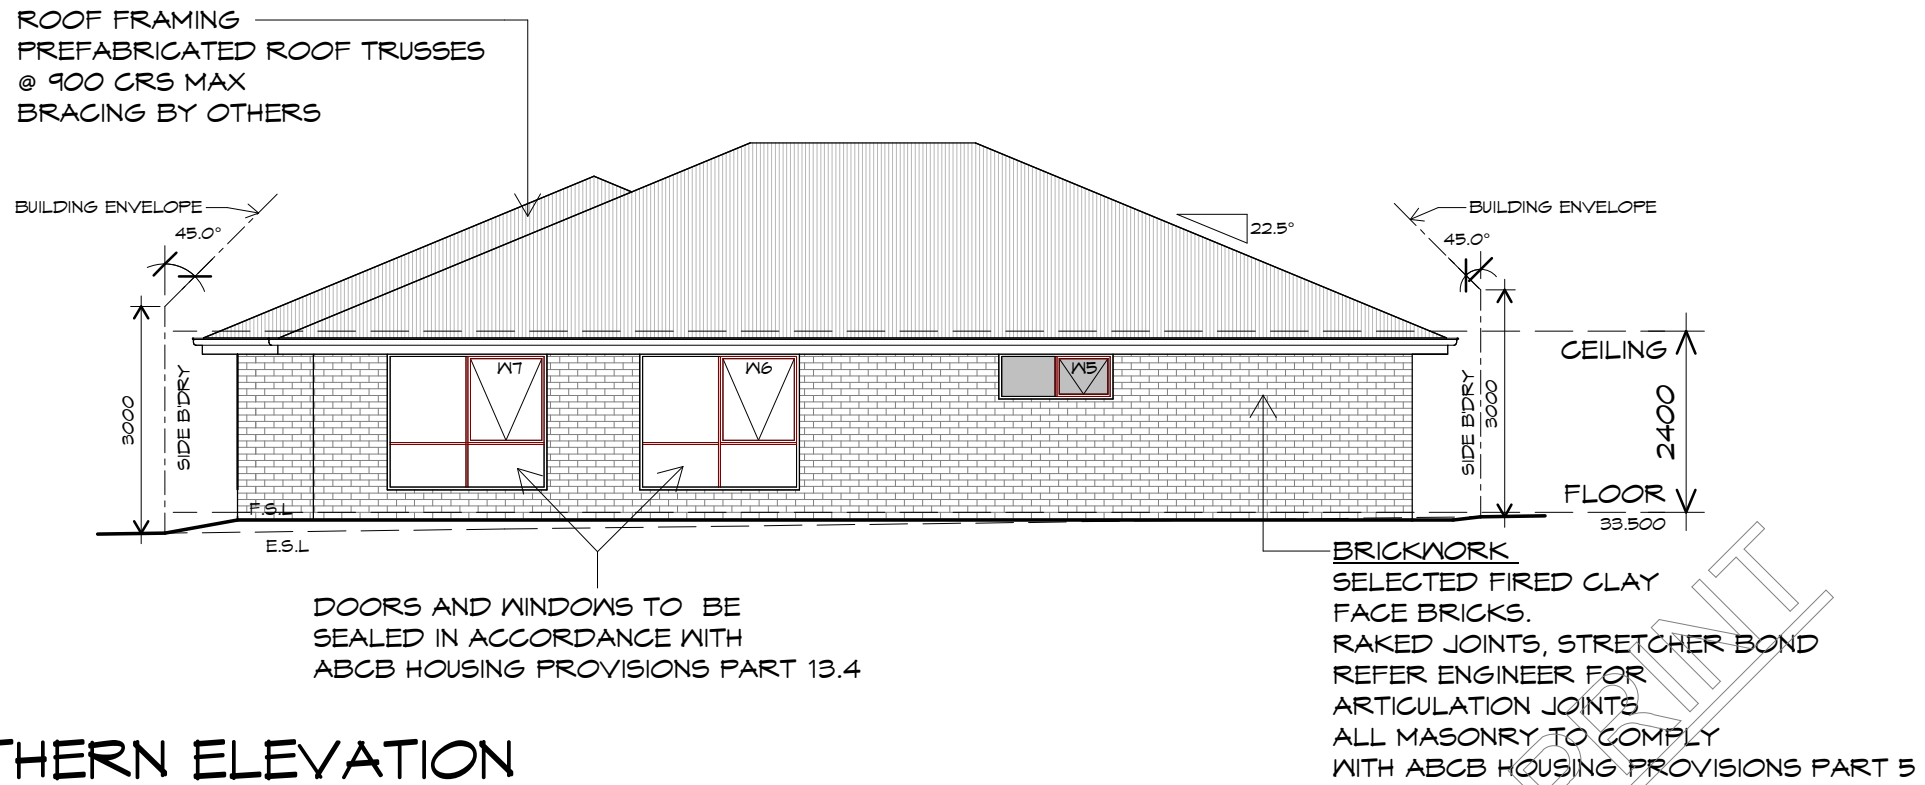 ROOF FRAMING
PREFABRICATED ROOF TRUSSES
@ 900 CRS MAX
BRACING BY OTHERS
BUILDING ENVELOPE
45.0°
22.5°
BUILDING ENVELOPE
45.0°
3000
SIDE B'DRY
W7
W6
W5
SIDE B'DRY
3000
CEILING
2400
FLOOR
33.500
F.S.L
E.S.L
DOORS AND WINDOWS TO BE
SEALED IN ACCORDANCE WITH
ABCB HOUSING PROVISIONS PART 13.4
BRICKWORK
SELECTED FIRED CLAY
FACE BRICKS.
RAKED JOINTS, STRETCHER BOND
REFER ENGINEER FOR
ARTICULATION JOINTS
ALL MASONRY TO COMPLY
WITH ABCB HOUSING PROVISIONS PART 5
THERN ELEVATION
PRINT